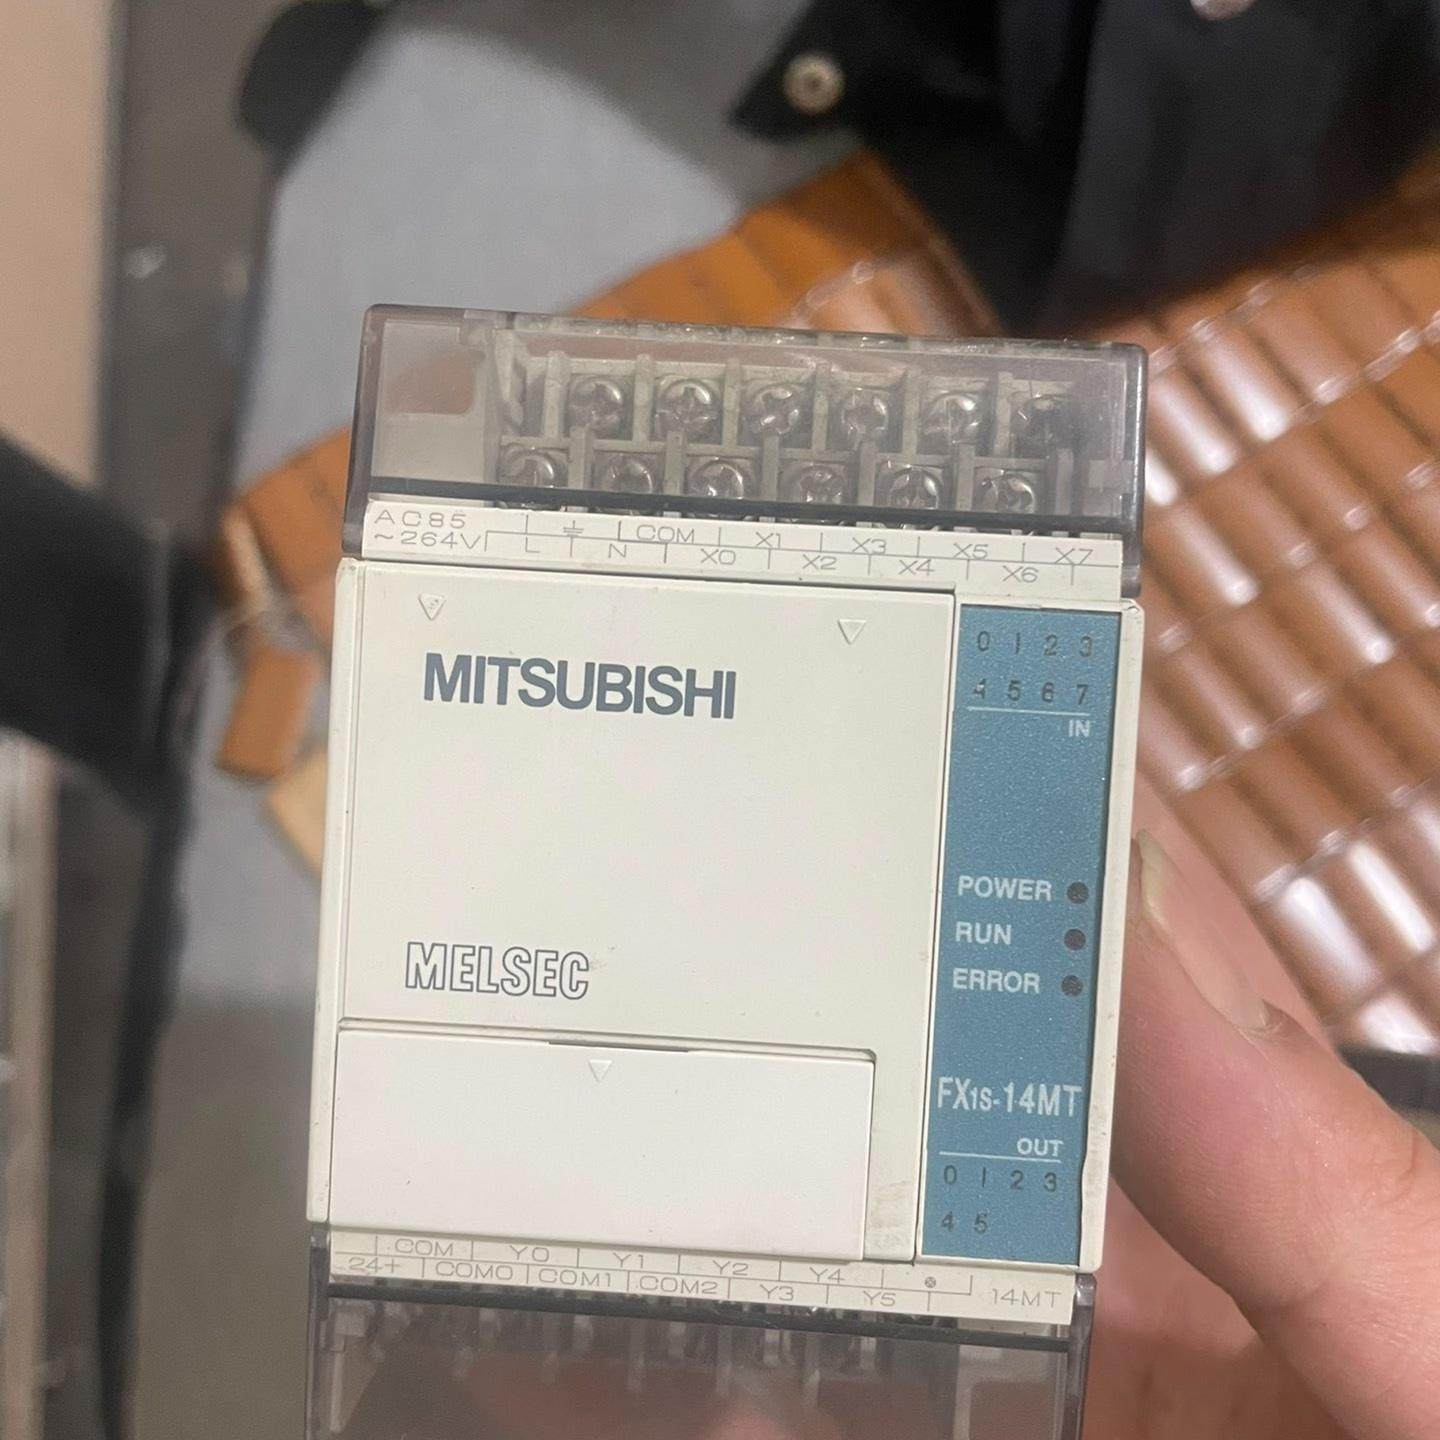 AC85
~264V
COM X1 X3 X5 X7
L N X0 X2 X4 X6
MITSUBISHI
0 1 2 3
4 5 6 7
IN
POWER
RUN
ERROR
MELSEC
FX1S-14MT
OUT
0 1 2 3
4 5
COM Y0 Y1 Y2 Y4
24+ COM0 COM1 COM2 Y3 Y5 14MT